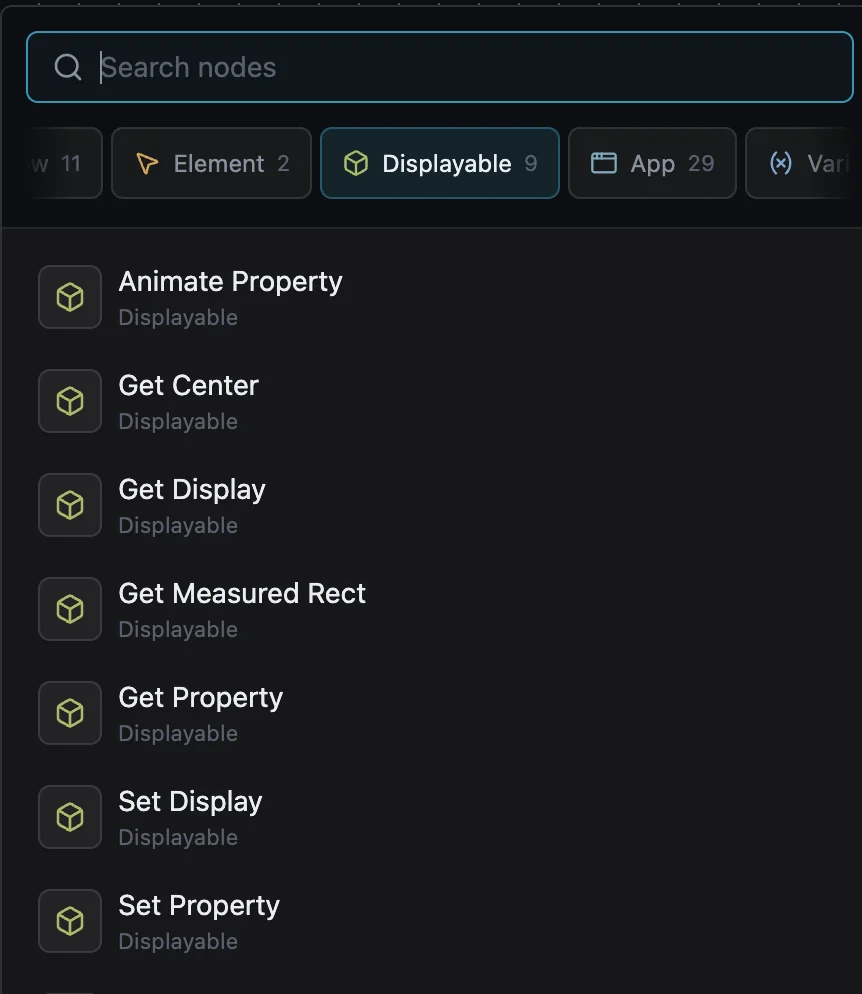 Search nodes
w 11
Element 2
Displayable 9
App 29
Vari
Animate Property
Displayable
Get Center
Displayable
Get Display
Displayable
Get Measured Rect
Displayable
Get Property
Displayable
Set Display
Displayable
Set Property
Displayable